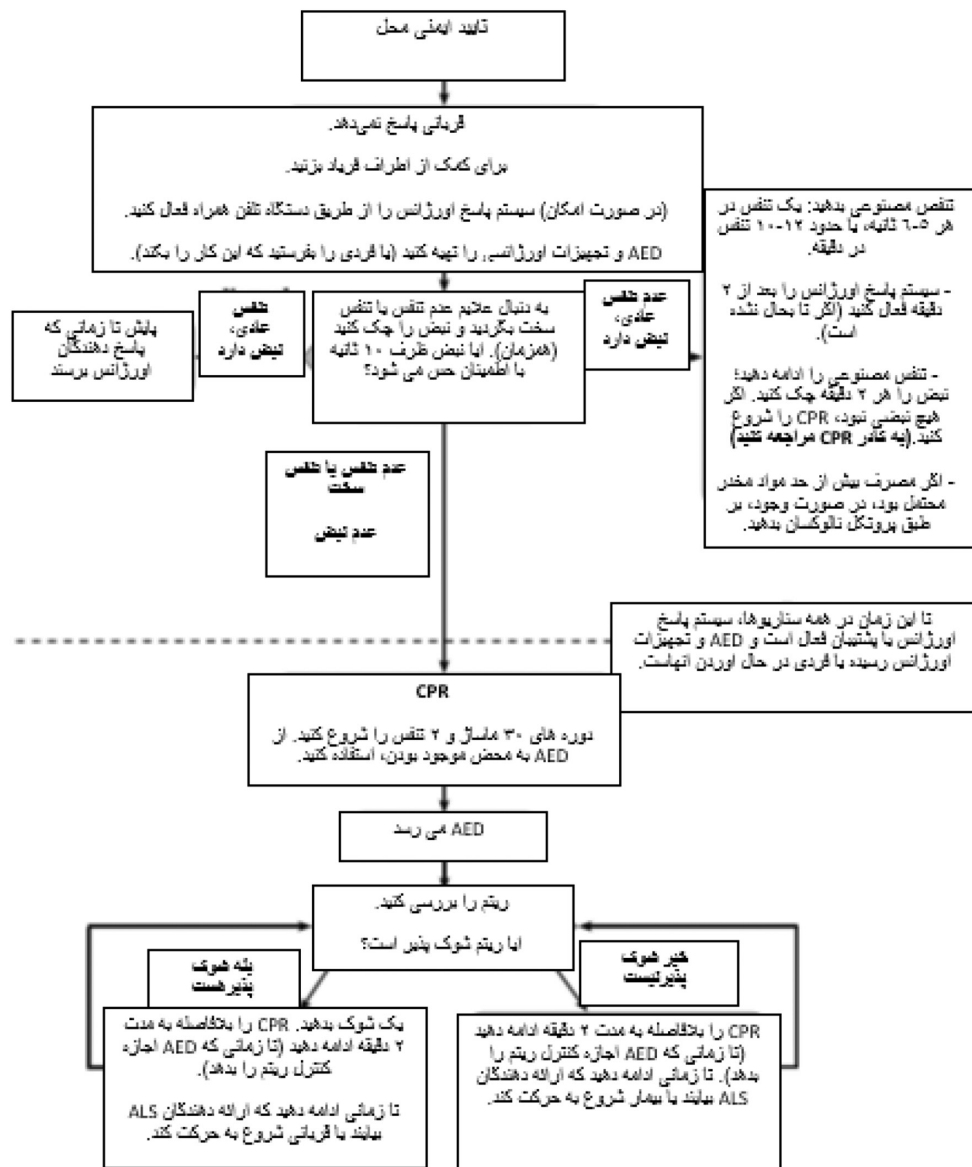 تایید ایمنی محل
قربانی پاسخ نمی‌دهد.
برای کمک از اطراف فریاد بزنید.
(در صورت امکان) سیستم پاسخ اورژانس را از طریق دستگاه تلفن همراه فعال کنید.
AED و تجهیزات اورژانسی را تهیه کنید (یا فردی را بفرستید که این کار را بکند).
به دنبال علایم عدم تنفس یا تنفس
سخت بگردید و نبض را چک کنید
(همزمان). ایا نبض ظرف ۱۰ ثانیه
با اطمینان حس می شود؟
عدم تنفس
عادی،
نبض دارد
تنفس
عادی،
نبض دارد
پایش تا زمانی که
پاسخ دهندگان
اورژانس برسند
تنفص مصنوعی بدهید: یک تنفس در
هر ۵-۶ ثانیه، یا حدود ۱۲-۱۰ تنفس
در دقیقه.
- سیستم پاسخ اورژانس را بعد از ۲
دقیقه فعال کنید (اگر تا بحال نشده
است).
- تنفس مصنوعی را ادامه دهید؛
نبض را هر ۲ دقیقه چک کنید. اگر
هیچ نبضی نبود، CPR را شروع
کنید.(به کادر CPR مراجعه کنید)
- اگر مصرف بیش از حد مواد مخدر
محتمل بود، در صورت وجود، بر
طبق پروتکل نالوکسان بدهید.
عدم تنفس یا تنفس
سخت
عدم نبض
تا این زمان در همه سناریوها، سیستم پاسخ
اورژانس یا پشتیبان فعال است و AED و تجهیزات
اورژانس رسیده یا فردی در حال اوردن انهاست.
CPR
دوره های ۳۰ ماساژ و ۲ تنفس را شروع کنید. از
AED به محض موجود بودن، استفاده کنید.
AED می رسد
ریتم را بررسی کنید.
ایا ریتم شوک پذیر است؟
بله شوک
پذیرهست
خیر شوک
پذیرنیست
یک شوک بدهید. CPR را بلافاصله به مدت
۲ دقیقه ادامه دهید (تا زمانی که AED اجازه
کنترل ریتم را بدهد).
تا زمانی ادامه دهید که ارائه دهندگان ALS
بیایند یا قربانی شروع به حرکت کند.
CPR را بلافاصله به مدت ۲ دقیقه ادامه دهید
(تا زمانی که AED اجازه کنترل ریتم را
بدهد). تا زمانی ادامه دهید که ارائه دهندگان
ALS بیایند یا بیمار شروع به حرکت کند.